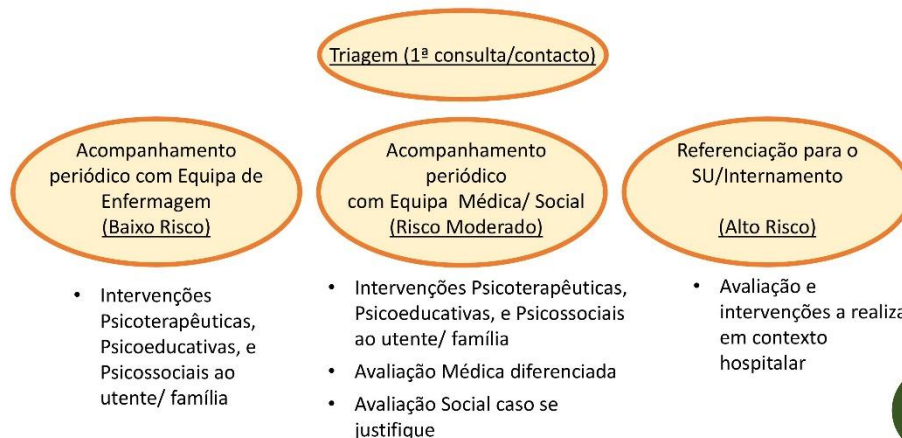 Triagem (1ª consulta/contacto)
Acompanhamento
periódico com Equipa de
Enfermagem
(Baixo Risco)
• Intervenções
Psicoterapêuticas,
Psicoeducativas, e
Psicossociais ao
utente/ família
Acompanhamento
periódico
com Equipa Médica/ Social
(Risco Moderado)
• Intervenções Psicoterapêuticas,
Psicoeducativas, e Psicossociais
ao utente/ família
• Avaliação Médica diferenciada
• Avaliação Social caso se
justifique
Referenciação para o
SU/Internamento
(Alto Risco)
• Avaliação e
intervenções a realiza
em contexto
hospitalar